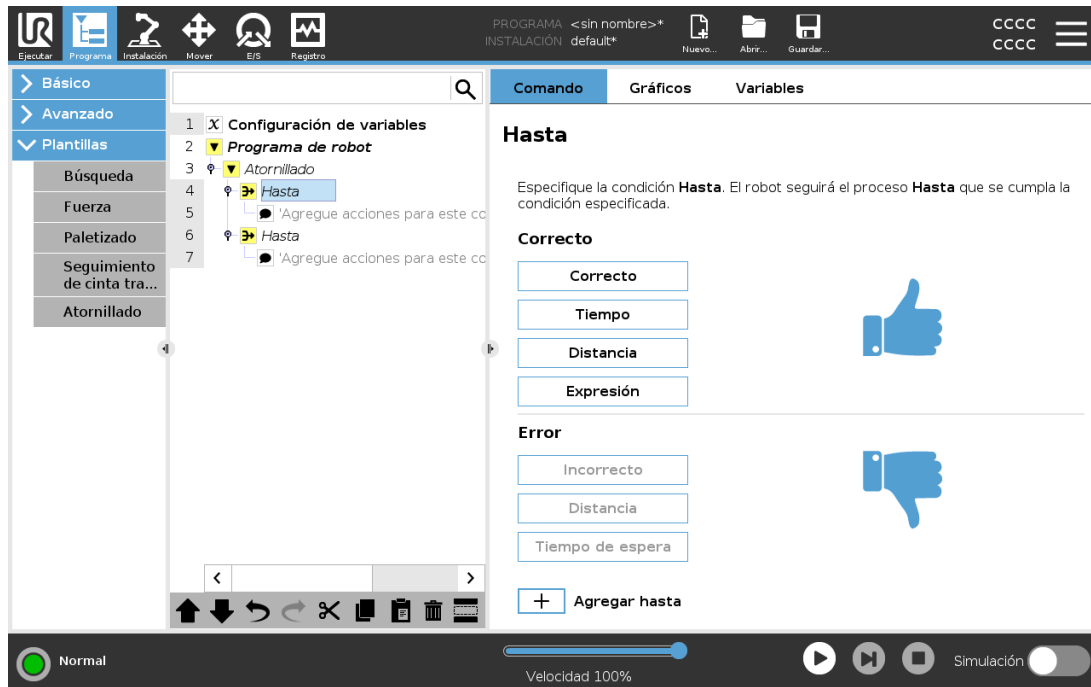 PROGRAMA <sin nombre>*
INSTALACIÓN default*
CCCC
CCCC
Ejecutar
Programa
Instalación
Mover
E/S
Registro
Nuevo...
Abrir...
Guardar...
Básico
Avanzado
Plantillas
Búsqueda
Fuerza
Paletizado
Seguimiento
de cinta tra...
Atornillado
1 X Configuración de variables
2 Programa de robot
3 Atornillado
4 Hasta
5 'Agregue acciones para este co
6 Hasta
7 'Agregue acciones para este co
Comando
Gráficos
Variables
Hasta
Especifique la condición Hasta. El robot seguirá el proceso Hasta que se cumpla la
condición especificada.
Correcto
Correcto
Tiempo
Distancia
Expresión
Error
Incorrecto
Distancia
Tiempo de espera
+ Agregar hasta
Normal
Velocidad 100%
Simulación